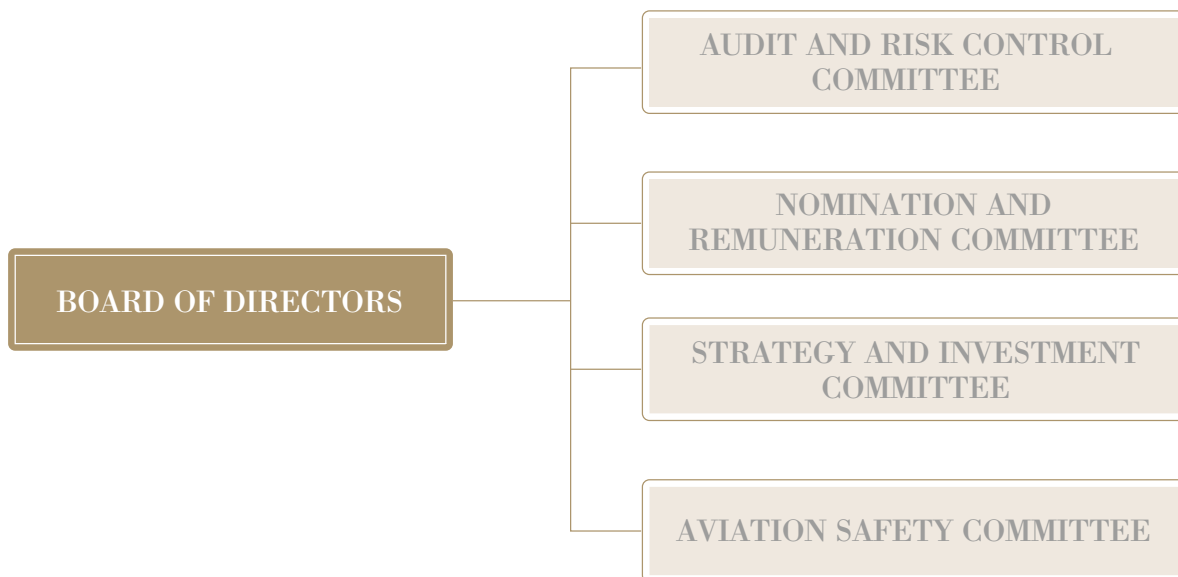 AUDIT AND RISK CONTROL
COMMITTEE
NOMINATION AND
REMUNERATION COMMITTEE
BOARD OF DIRECTORS
STRATEGY AND INVESTMENT
COMMITTEE
AVIATION SAFETY COMMITTEE